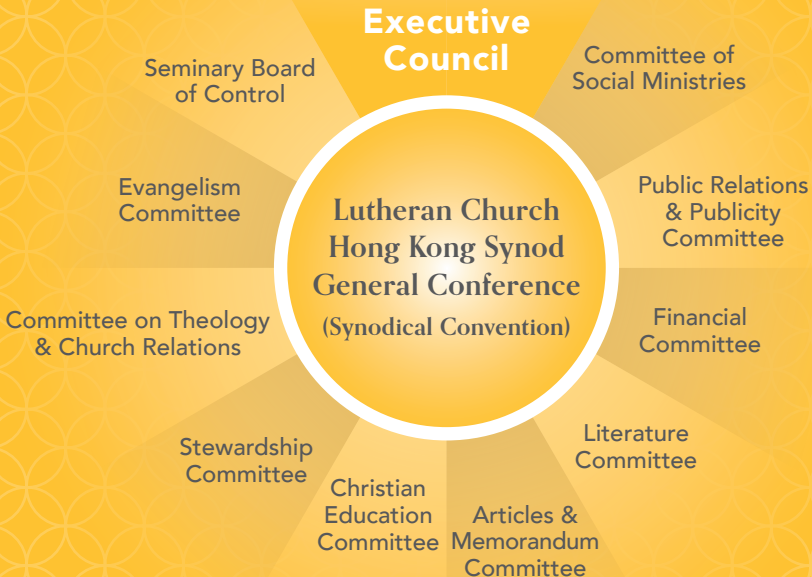 Executive
Council
Committee of
Social Ministries
Public Relations
& Publicity
Committee
Financial
Committee
Literature
Committee
Articles &
Memorandum
Committee
Christian
Education
Committee
Stewardship
Committee
Committee on Theology
& Church Relations
Evangelism
Committee
Seminary Board
of Control
Lutheran Church
Hong Kong Synod
General Conference
(Synodical Convention)